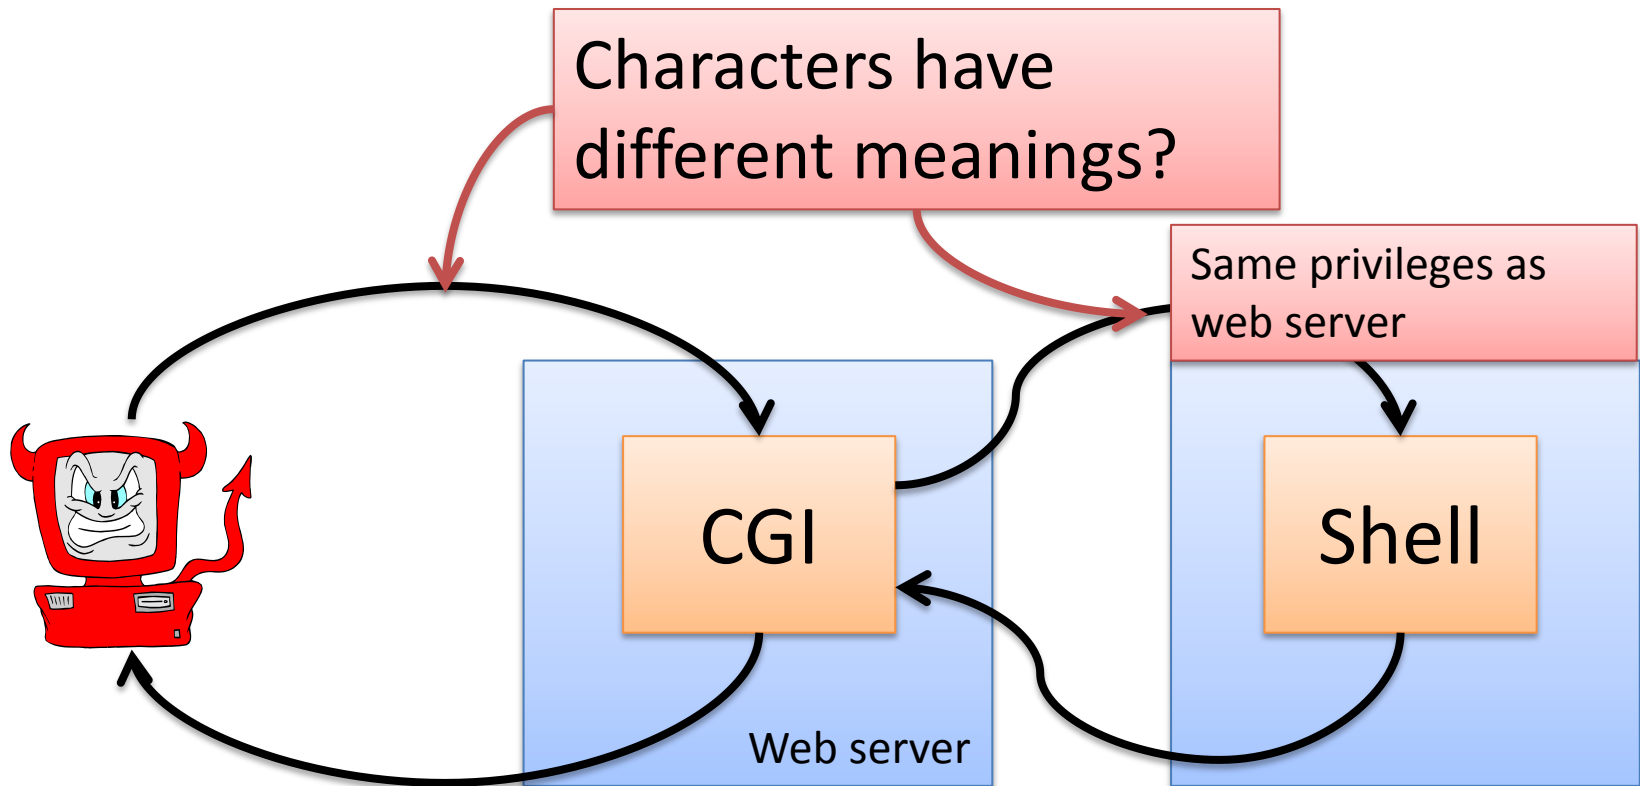 Characters have
different meanings?
Same privileges as
web server
CGI
Shell
Web server